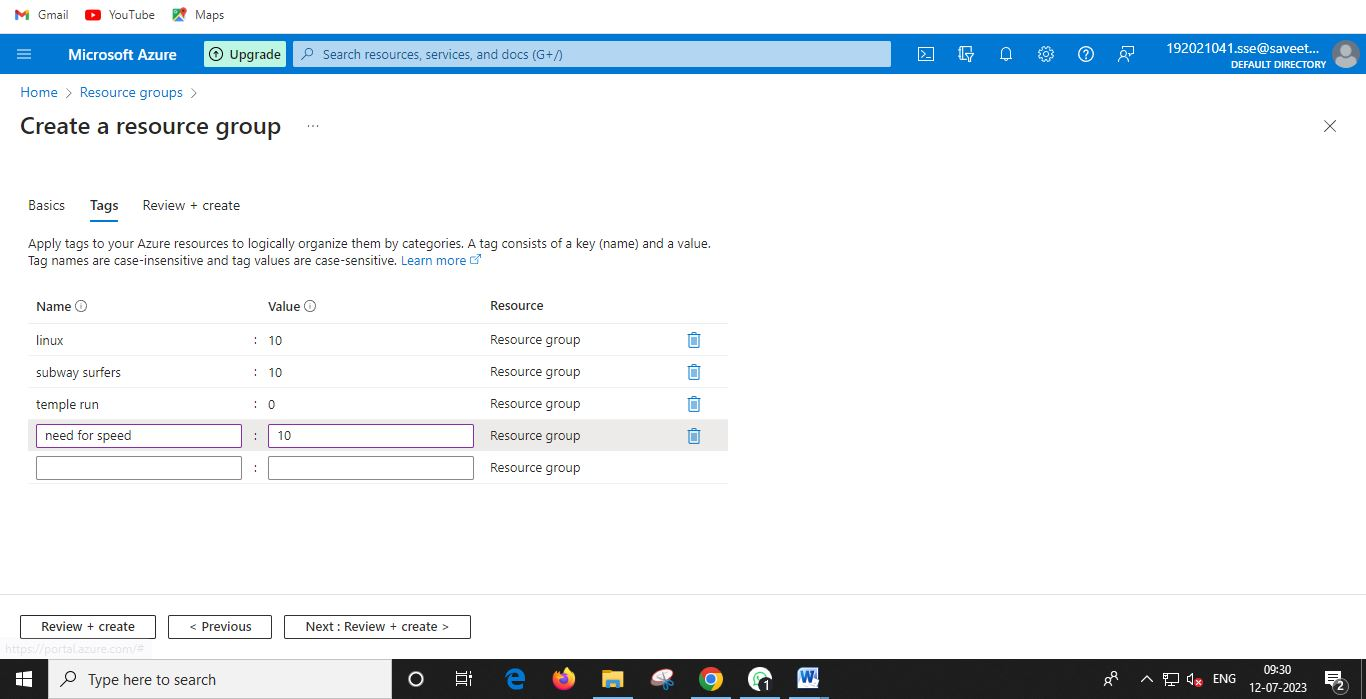 Gmail YouTube Maps
Microsoft Azure Upgrade Search resources, services, and docs (G+/) 192021041.sse@saveet...
DEFAULT DIRECTORY
Home > Resource groups >
Create a resource group ...
Basics Tags Review + create
Apply tags to your Azure resources to logically organize them by categories. A tag consists of a key (name) and a value.
Tag names are case-insensitive and tag values are case-sensitive. Learn more
Name Value Resource
linux : 10 Resource group
subway surfers : 10 Resource group
temple run : 0 Resource group
need for speed : 10 Resource group
: Resource group
Review + create < Previous Next : Review + create >
https://portal.azure.com/#
Type here to search 1 W ENG 09:30 2
12-07-2023